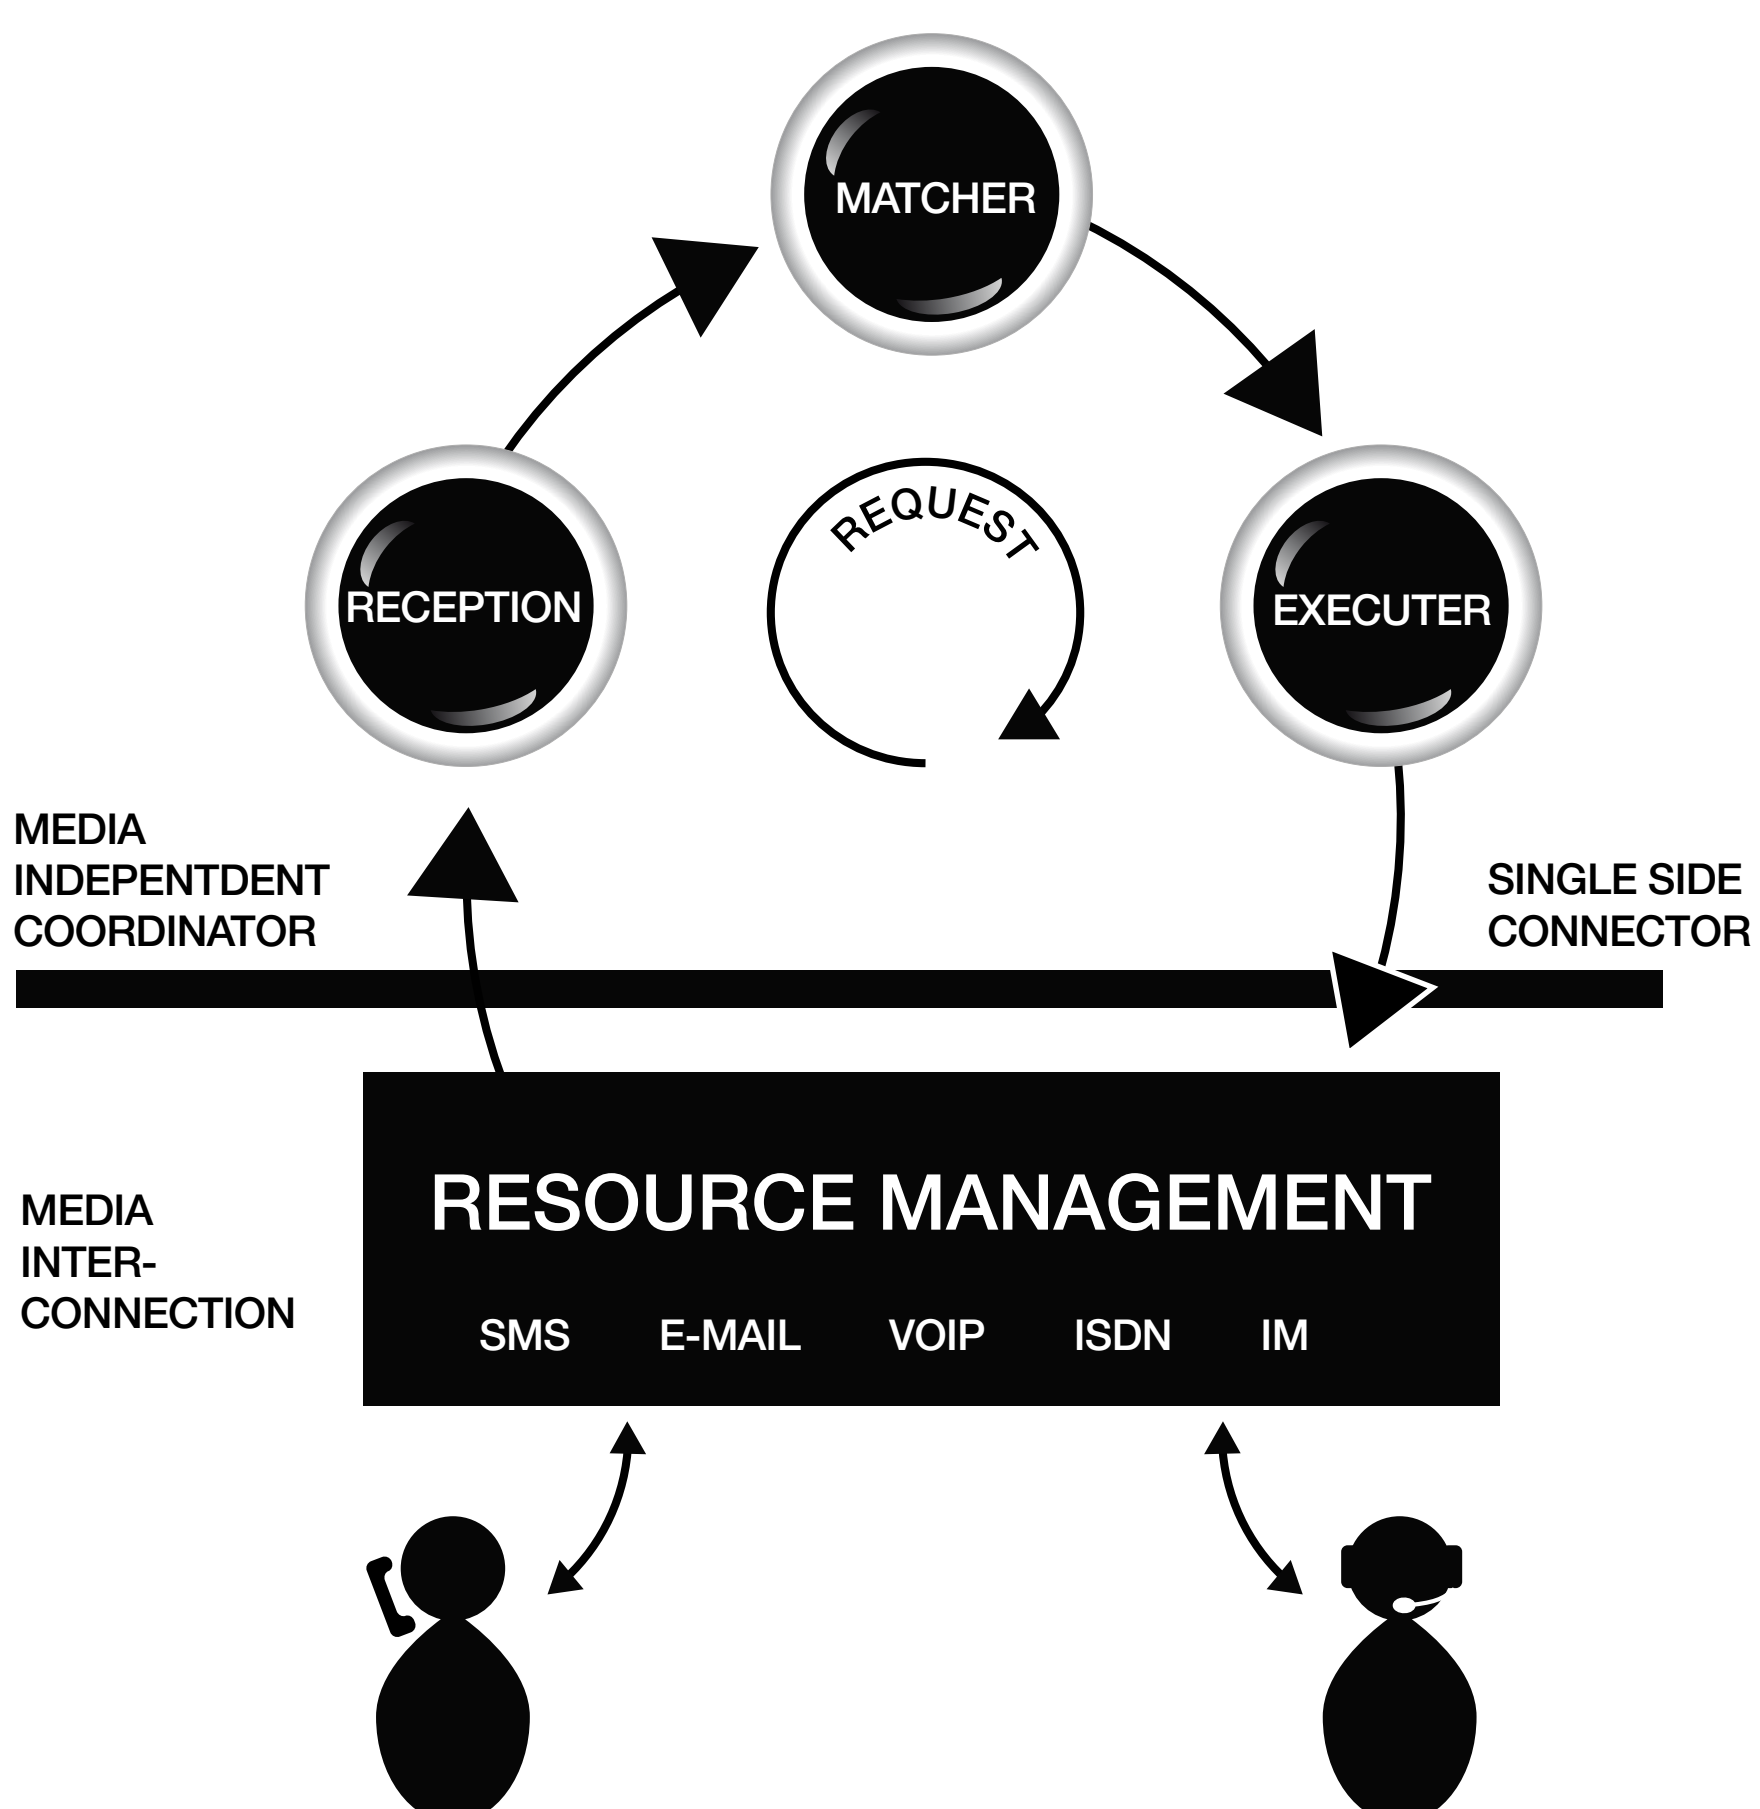 MATCHER
REQUEST
RECEPTION
EXECUTER
MEDIA
INDEPENTDENT
COORDINATOR
SINGLE SIDE
CONNECTOR
RESOURCE MANAGEMENT
MEDIA
INTER-
CONNECTION
SMS E-MAIL VOIP ISDN IM